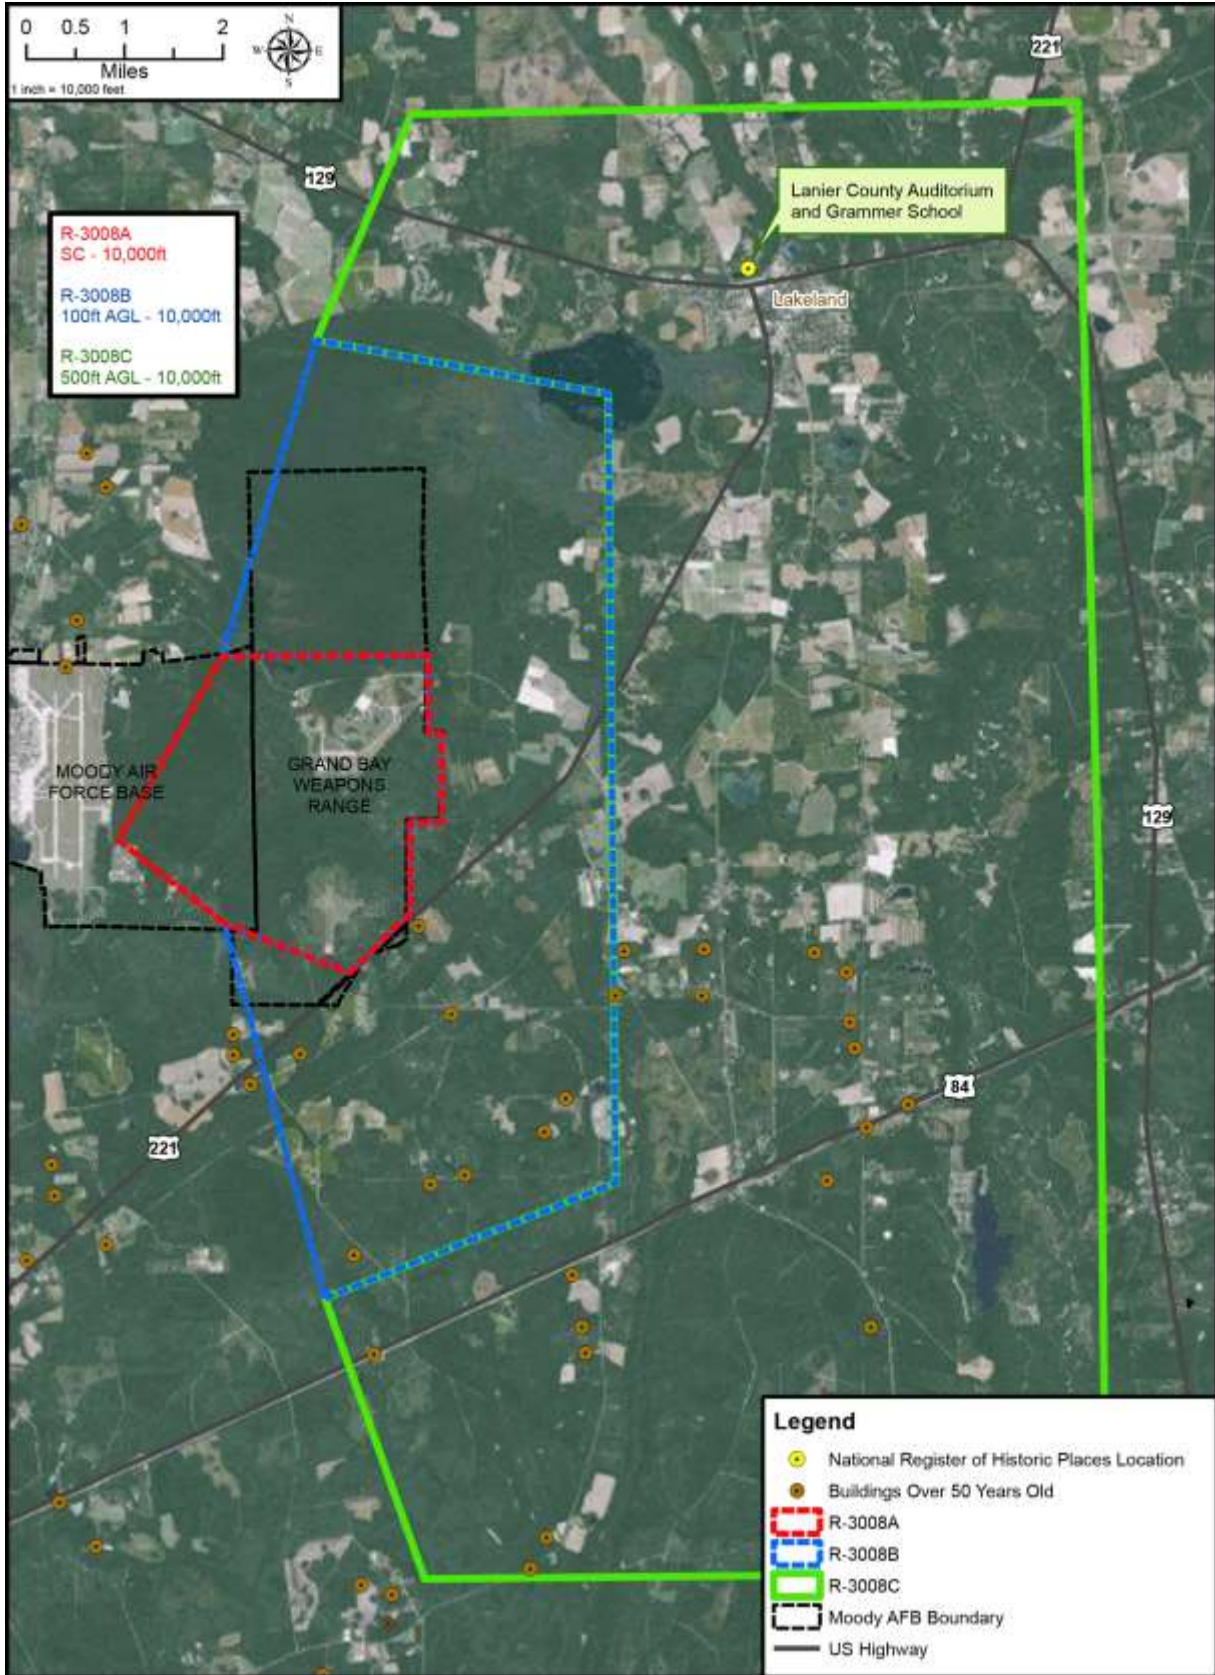 0 0.5 1 2
Miles
1 inch = 10,000 feet
N
W E
S
221
129
Lanier County Auditorium
and Grammer School
R-3008A
SC - 10,000ft
R-3008B
100ft AGL - 10,000ft
R-3008C
500ft AGL - 10,000ft
Lakeland
MOODY AIR
FORCE BASE
GRAND BAY
WEAPONS
RANGE
129
84
221
Legend
National Register of Historic Places Location
Buildings Over 50 Years Old
R-3008A
R-3008B
R-3008C
Moody AFB Boundary
US Highway